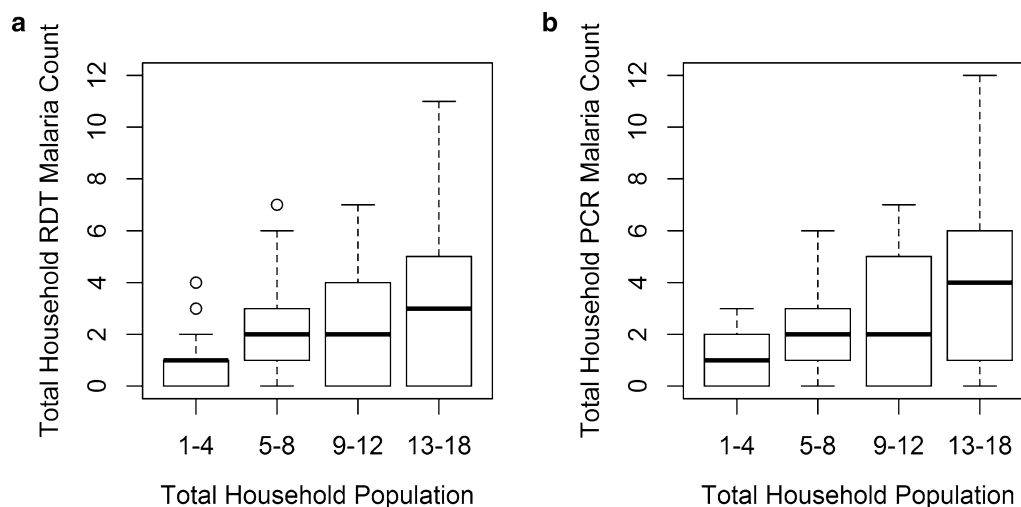 a
Total Household RDT Malaria Count
12
10
8
6
4
2
0
1-4 5-8 9-12 13-18
Total Household Population
b
Total Household PCR Malaria Count
12
10
8
6
4
2
0
1-4 5-8 9-12 13-18
Total Household Population